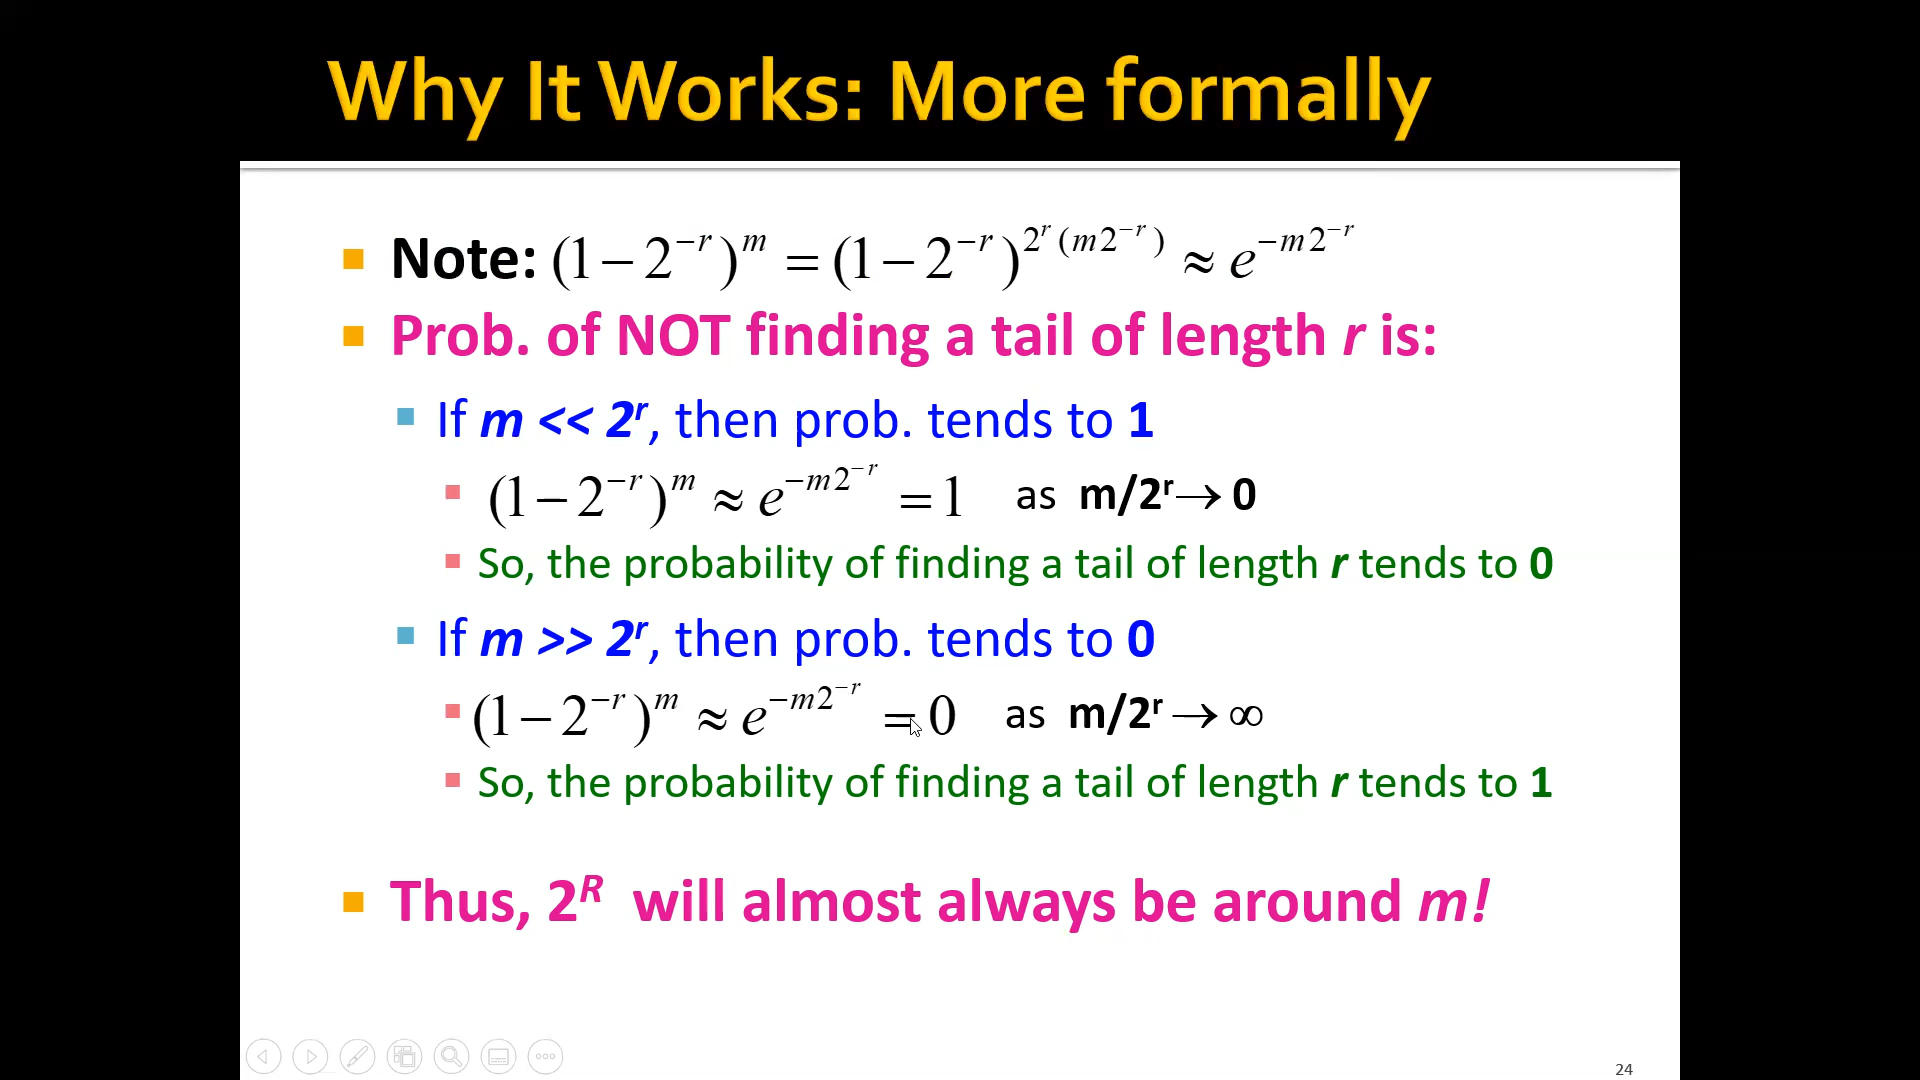 Why It Works: More formally
Note: (1 − 2^{−r})^m = (1 − 2^{−r})^{2^r (m2^{−r})} ≈ e^{−m2^{−r}}
Prob. of NOT finding a tail of length r is:
If m << 2^r, then prob. tends to 1
(1 − 2^{−r})^m ≈ e^{−m2^{−r}} = 1 as m/2^r → 0
So, the probability of finding a tail of length r tends to 0
If m >> 2^r, then prob. tends to 0
(1 − 2^{−r})^m ≈ e^{−m2^{−r}} = 0 as m/2^r → ∞
So, the probability of finding a tail of length r tends to 1
Thus, 2^R will almost always be around m!
24